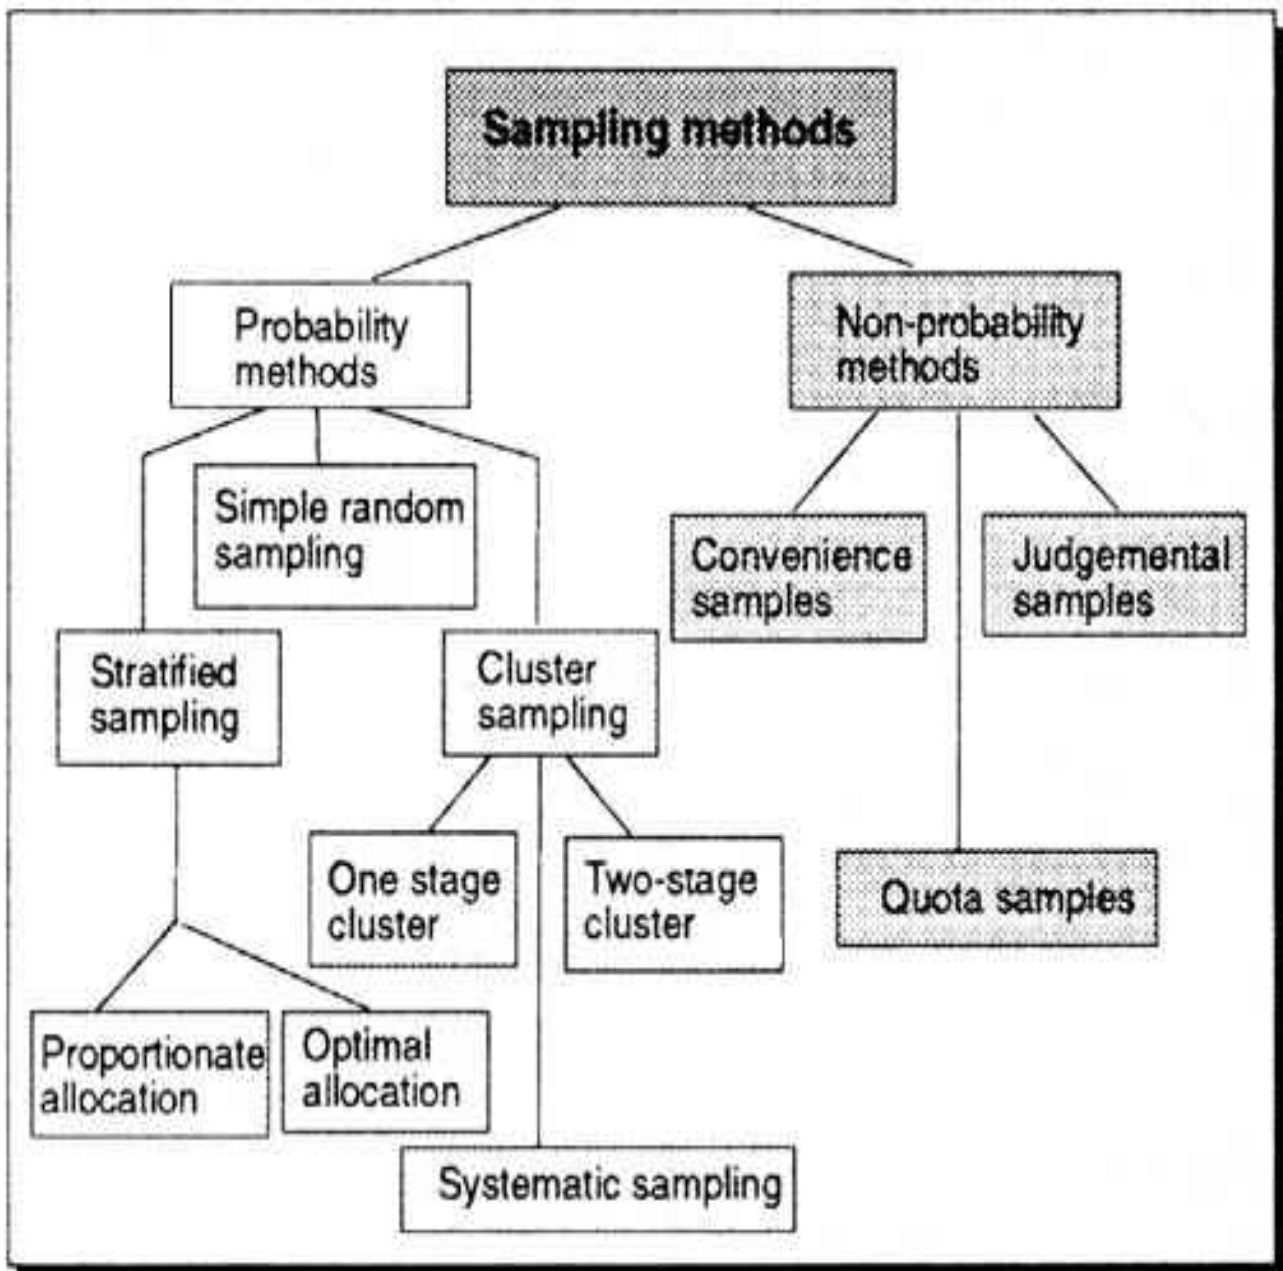 Sampling methods
Probability
methods
Non-probability
methods
Simple random
sampling
Convenience
samples
Judgemental
samples
Stratified
sampling
Cluster
sampling
One stage
cluster
Two-stage
cluster
Quota samples
Proportionate
allocation
Optimal
allocation
Systematic sampling